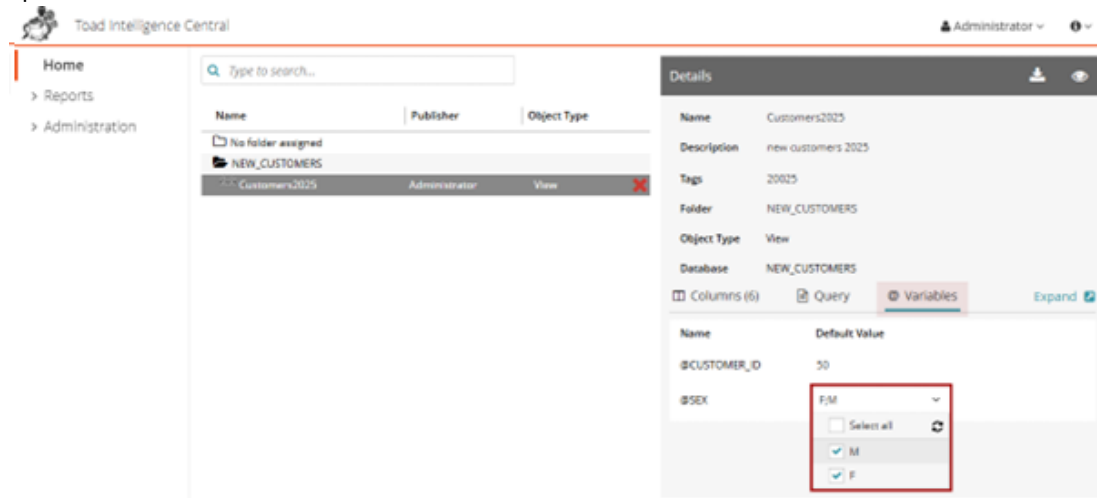 Toad Intelligence Central
Administrator
Home
Reports
Administration
Type to search...
Name Publisher Object Type
No folder assigned
NEW_CUSTOMERS
Customers2025 Administrator View
Details
Name Customers2025
Description new customers 2025
Tags 20025
Folder NEW_CUSTOMERS
Object Type View
Database NEW_CUSTOMERS
Columns (6) Query @ Variables Expand
Name Default Value
@CUSTOMER_ID 50
@SEX F;M
Select all
M
F